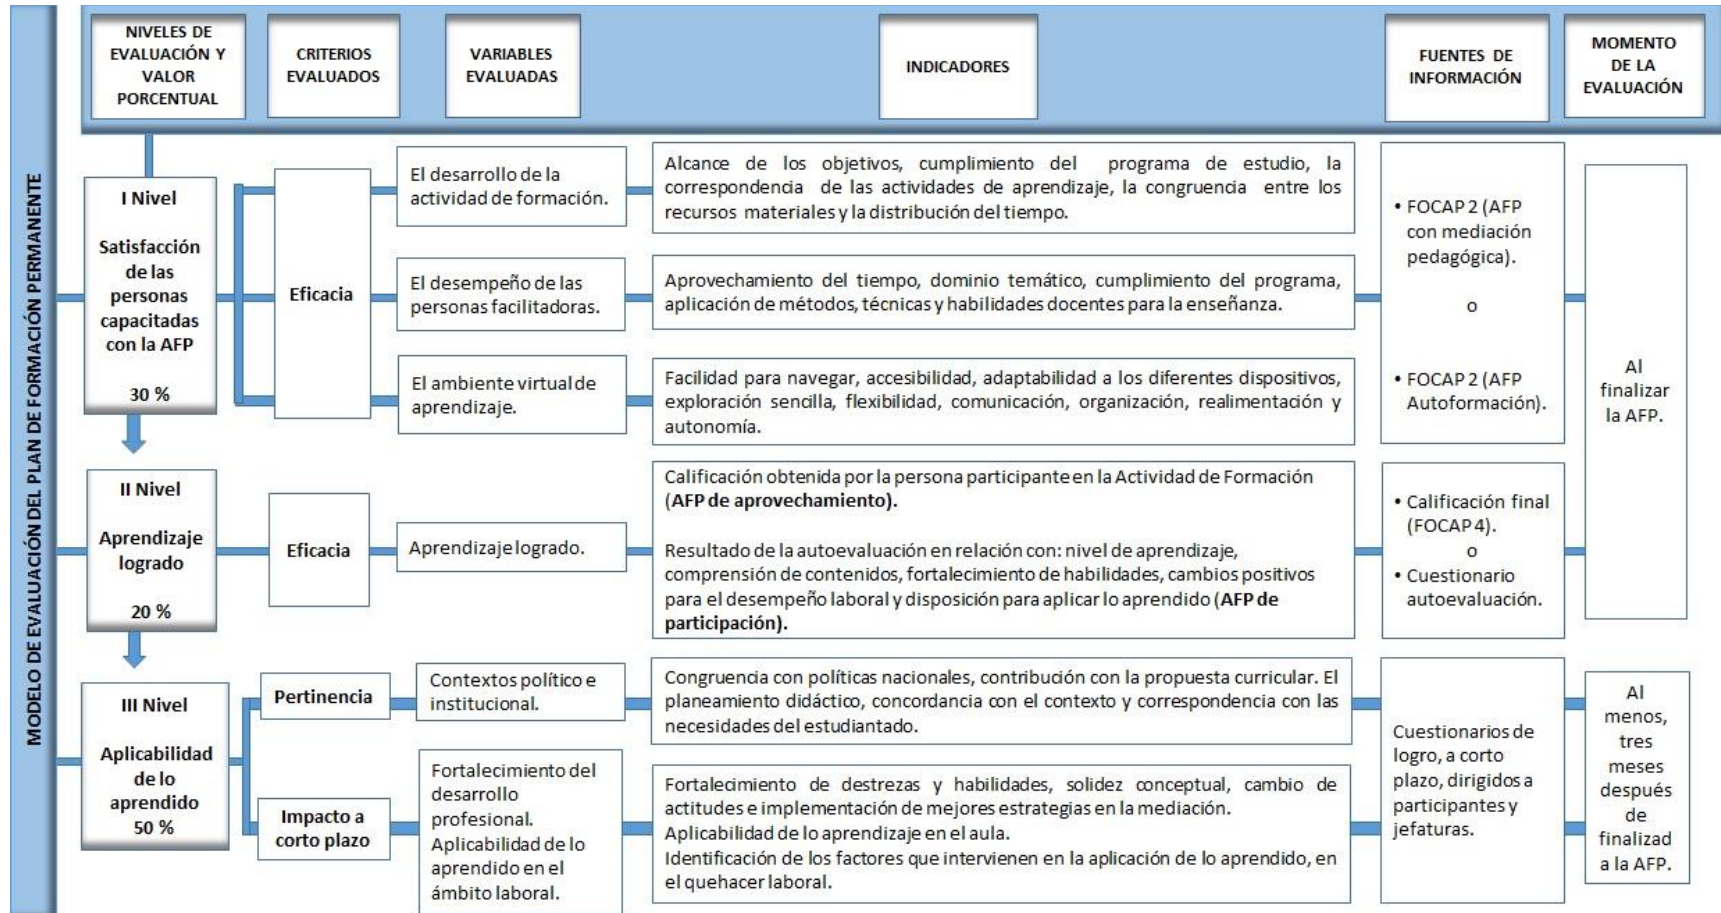 MODELO DE EVALUACIÓN DEL PLAN DE FORMACIÓN PERMANENTE
NIVELES DE
EVALUACIÓN Y
VALOR
PORCENTUAL
CRITERIOS
EVALUADOS
VARIABLES
EVALUADAS
INDICADORES
FUENTES DE
INFORMACIÓN
MOMENTO
DE LA
EVALUACIÓN
I Nivel
Satisfacción
de las
personas
capacitadas
con la AFP
30 %
Eficacia
El desarrollo de la
actividad de formación.
Alcance de los objetivos, cumplimiento del programa de estudio, la
correspondencia de las actividades de aprendizaje, la congruencia entre los
recursos materiales y la distribución del tiempo.
El desempeño de las
personas facilitadoras.
Aprovechamiento del tiempo, dominio temático, cumplimiento del programa,
aplicación de métodos, técnicas y habilidades docentes para la enseñanza.
El ambiente virtual de
aprendizaje.
Facilidad para navegar, accesibilidad, adaptabilidad a los diferentes dispositivos,
exploración sencilla, flexibilidad, comunicación, organización, realimentación y
autonomía.
• FOCAP 2 (AFP
con mediación
pedagógica).
o
• FOCAP 2 (AFP
Autoformación).
Al
finalizar
la AFP.
II Nivel
Aprendizaje
logrado
20 %
Eficacia
Aprendizaje logrado.
Calificación obtenida por la persona participante en la Actividad de Formación
(AFP de aprovechamiento).
Resultado de la autoevaluación en relación con: nivel de aprendizaje,
comprensión de contenidos, fortalecimiento de habilidades, cambios positivos
para el desempeño laboral y disposición para aplicar lo aprendido (AFP de
participación).
• Calificación final
(FOCAP 4).
o
• Cuestionario
autoevaluación.
III Nivel
Aplicabilidad
de lo
aprendido
50 %
Pertinencia
Contextos político e
institucional.
Congruencia con políticas nacionales, contribución con la propuesta curricular. El
planeamiento didáctico, concordancia con el contexto y correspondencia con las
necesidades del estudiantado.
Impacto a
corto plazo
Fortalecimiento del
desarrollo
profesional.
Aplicabilidad de lo
aprendido en el
ámbito laboral.
Fortalecimiento de destrezas y habilidades, solidez conceptual, cambio de
actitudes e implementación de mejores estrategias en la mediación.
Aplicabilidad de lo aprendizaje en el aula.
Identificación de los factores que intervienen en la aplicación de lo aprendido, en
el quehacer laboral.
Cuestionarios de
logro, a corto
plazo, dirigidos a
participantes y
jefaturas.
Al
menos,
tres
meses
después
de
finalizad
a la AFP.